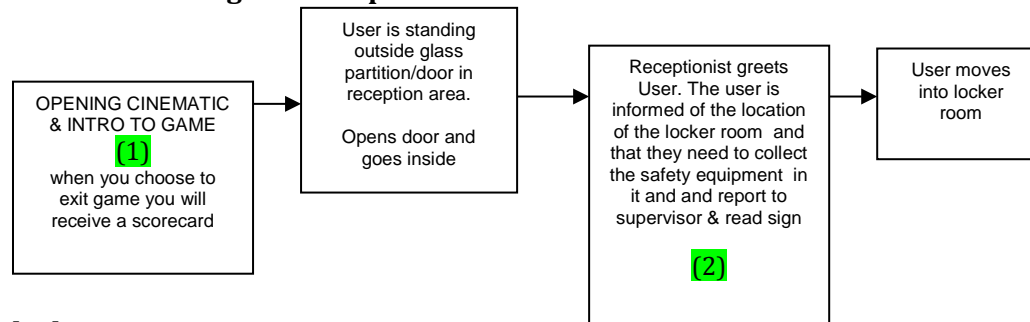 OPENING CINEMATIC
& INTRO TO GAME
(1)
when you choose to
exit game you will
receive a scorecard
User is standing
outside glass
partition/door in
reception area.
Opens door and
goes inside
Receptionist greets
User. The user is
informed of the location
of the locker room and
that they need to collect
the safety equipment in
it and and report to
supervisor & read sign
(2)
User moves
into locker
room